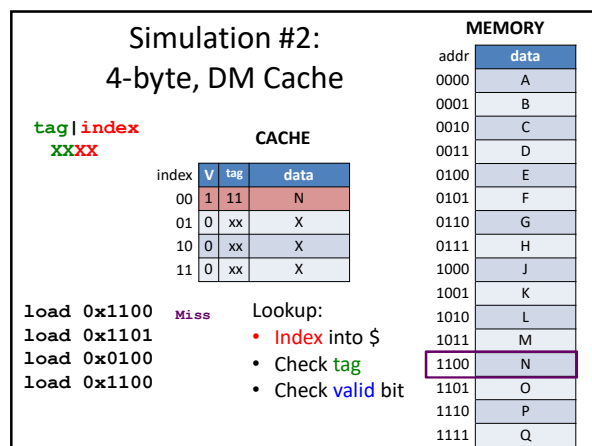 Simulation #2:
4-byte, DM Cache
tag|index
XXXX
CACHE
index V tag data
00 1 11 N
01 0 xx X
10 0 xx X
11 0 xx X
load 0x1100 Miss
load 0x1101
load 0x0100
load 0x1100
Lookup:
• Index into $
• Check tag
• Check valid bit
MEMORY
addr data
0000 A
0001 B
0010 C
0011 D
0100 E
0101 F
0110 G
0111 H
1000 J
1001 K
1010 L
1011 M
1100 N
1101 O
1110 P
1111 Q